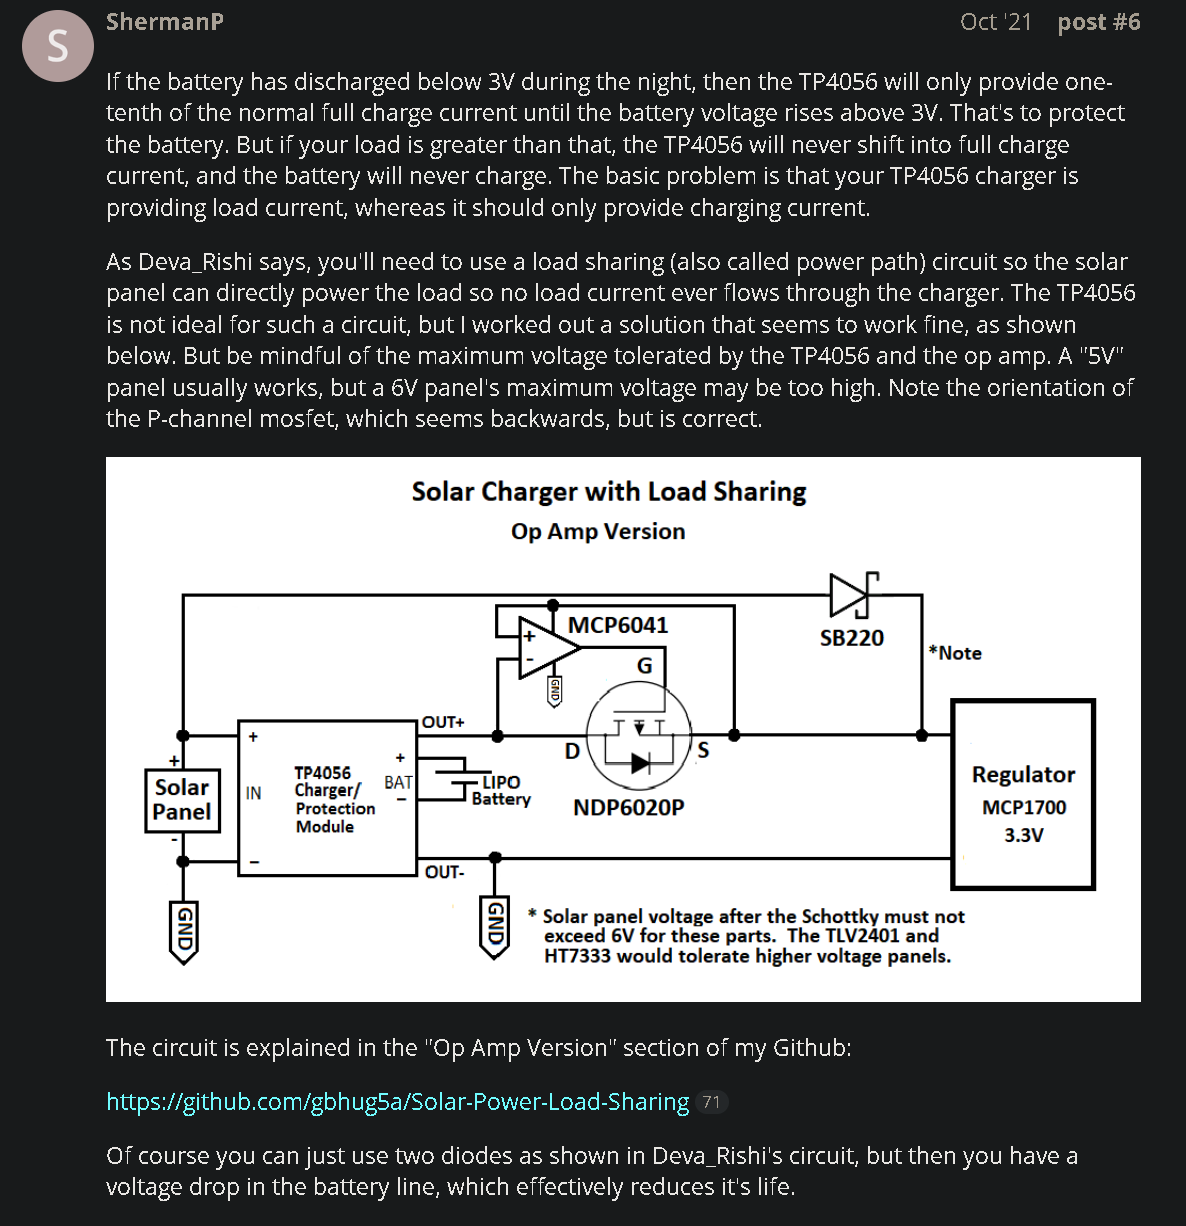 S
ShermanP
Oct '21 post #6
If the battery has discharged below 3V during the night, then the TP4056 will only provide one-
tenth of the normal full charge current until the battery voltage rises above 3V. That's to protect
the battery. But if your load is greater than that, the TP4056 will never shift into full charge
current, and the battery will never charge. The basic problem is that your TP4056 charger is
providing load current, whereas it should only provide charging current.
As Deva_Rishi says, you'll need to use a load sharing (also called power path) circuit so the solar
panel can directly power the load so no load current ever flows through the charger. The TP4056
is not ideal for such a circuit, but I worked out a solution that seems to work fine, as shown
below. But be mindful of the maximum voltage tolerated by the TP4056 and the op amp. A "5V"
panel usually works, but a 6V panel's maximum voltage may be too high. Note the orientation of
the P-channel mosfet, which seems backwards, but is correct.
Solar Charger with Load Sharing
Op Amp Version
SB220
*Note
MCP6041
+
-
GND
G
D
S
NDP6020P
OUT+
+
Solar
Panel
-
+
IN
-
TP4056
Charger/
Protection
Module
+
BAT
-
LIPO
Battery
OUT-
Regulator
MCP1700
3.3V
GND
GND
* Solar panel voltage after the Schottky must not
exceed 6V for these parts. The TLV2401 and
HT7333 would tolerate higher voltage panels.
The circuit is explained in the "Op Amp Version" section of my Github:
https://github.com/gbhug5a/Solar-Power-Load-Sharing 71
Of course you can just use two diodes as shown in Deva_Rishi's circuit, but then you have a
voltage drop in the battery line, which effectively reduces it's life.